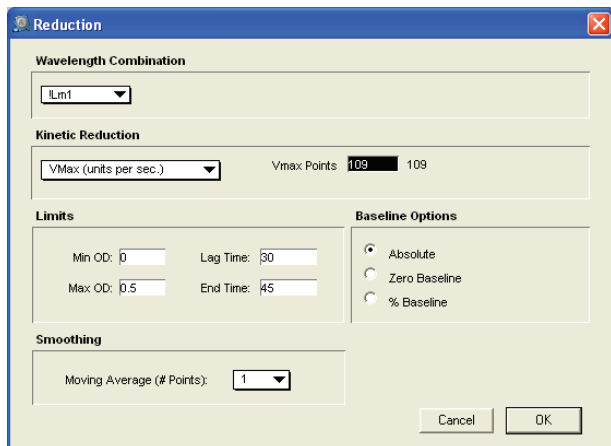 Reduction
Wavelength Combination
!Lm1
Kinetic Reduction
VMax (units per sec.)
Vmax Points 109 109
Limits
Min OD: 0 Lag Time: 30
Max OD: 0.5 End Time: 45
Baseline Options
Absolute
Zero Baseline
% Baseline
Smoothing
Moving Average (# Points): 1
Cancel OK